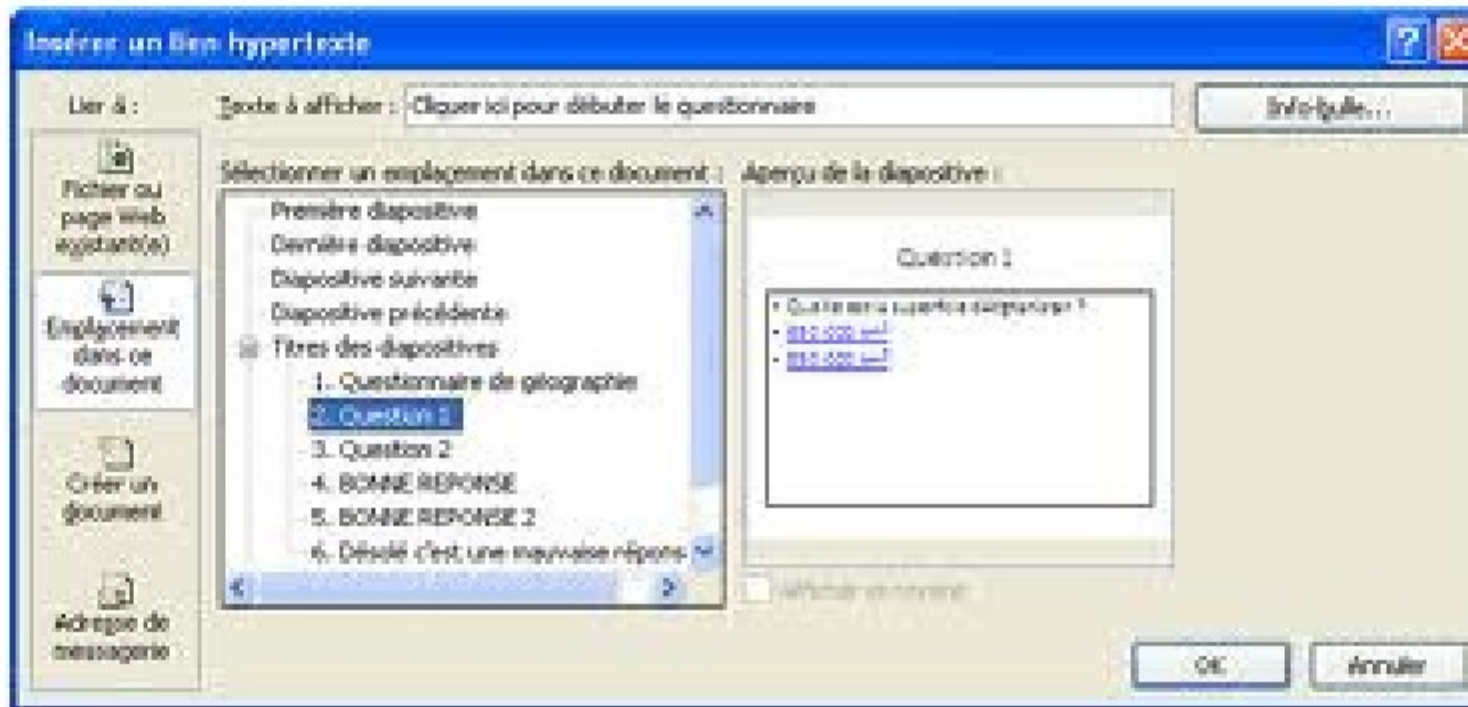 Insérer un lien hypertexte
Lier à :
Texte à afficher : Cliquer ici pour débuter le questionnaire
Info-bulle...
Fichier ou
page Web
existant(e)
Emplacement
dans ce
document
Créer un
document
Adresse de
messagerie
Sélectionner un emplacement dans ce document :
Première diapositive
Dernière diapositive
Diapositive suivante
Diapositive précédente
Titres des diapositives
1. Questionnaire de géographie
2. Question 1
3. Question 2
4. BONNE REPONSE
5. BONNE REPONSE 2
6. Désolé c'est une mauvaise répons
Aperçu de la diapositive :
Question 1
OK
Annuler